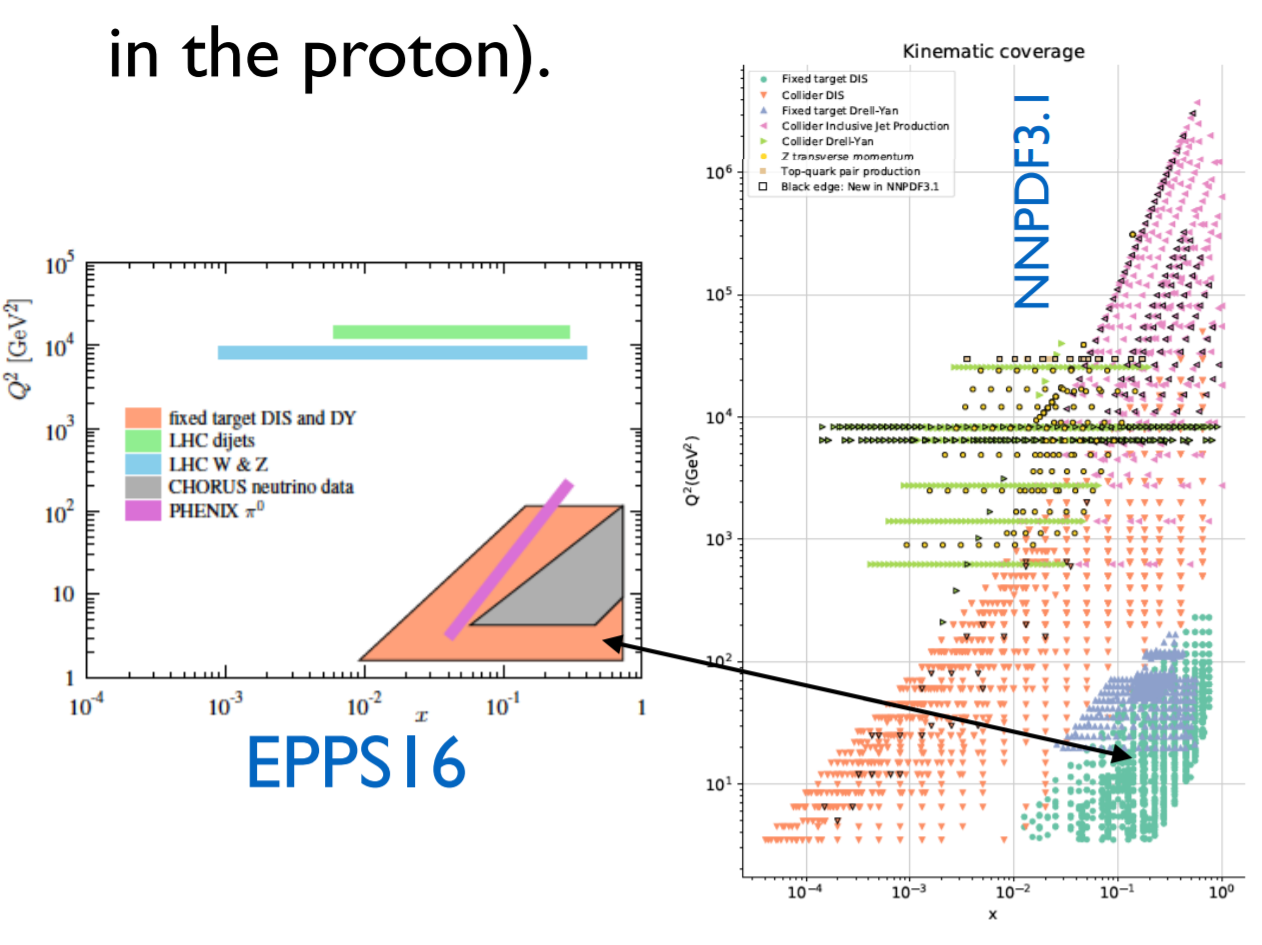 in the proton).
Kinematic coverage
Fixed target DIS
Collider DIS
Fixed target Drell-Yan
Collider Inclusive Jet Production
Collider Drell-Yan
Z transverse momentum
Top-quark pair production
Black edge: New in NNPDF3.1
NNPDF3.1
10⁶
10⁵
10⁴
10³
10²
10¹
Q²(GeV²)
10⁻⁴ 10⁻³ 10⁻² 10⁻¹ 10⁰
x
10⁵
10⁴
10³
10²
10
1
Q² [GeV²]
fixed target DIS and DY
LHC dijets
LHC W & Z
CHORUS neutrino data
PHENIX π⁰
10⁻⁴ 10⁻³ 10⁻² 10⁻¹ 1
x
EPPS16